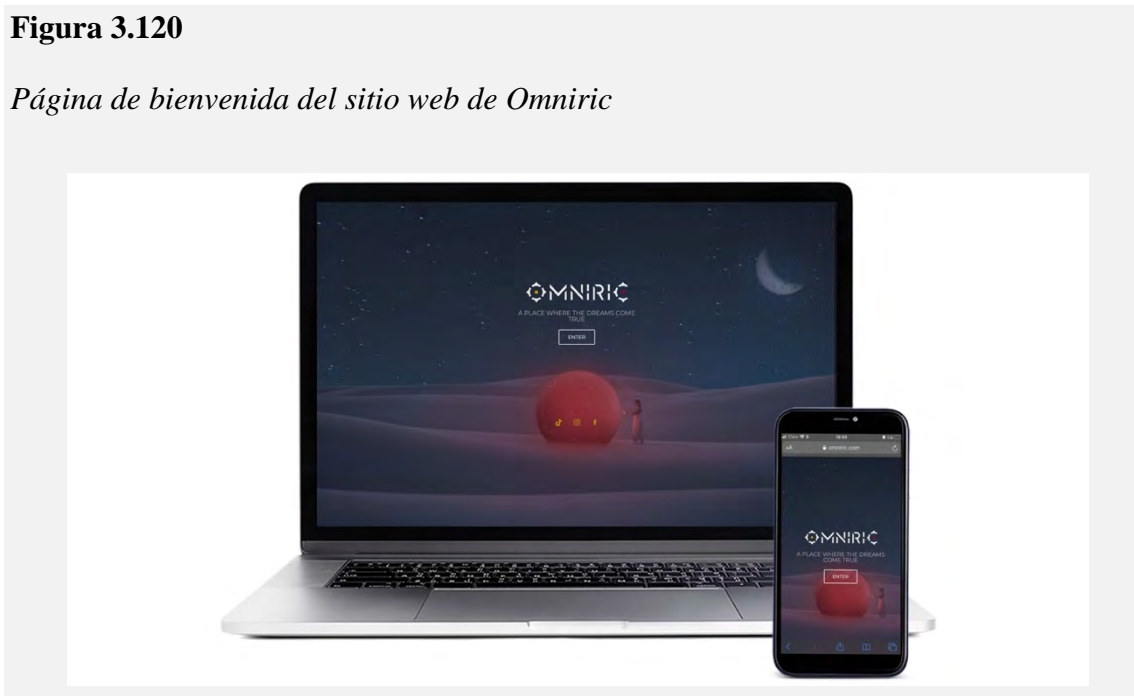 Figura 3.120
Página de bienvenida del sitio web de Omniric
OMNIRIC
A PLACE WHERE THE DREAMS COME
TRUE
ENTER
omniric.com
OMNIRIC
A PLACE WHERE THE DREAMS
COME TRUE
ENTER